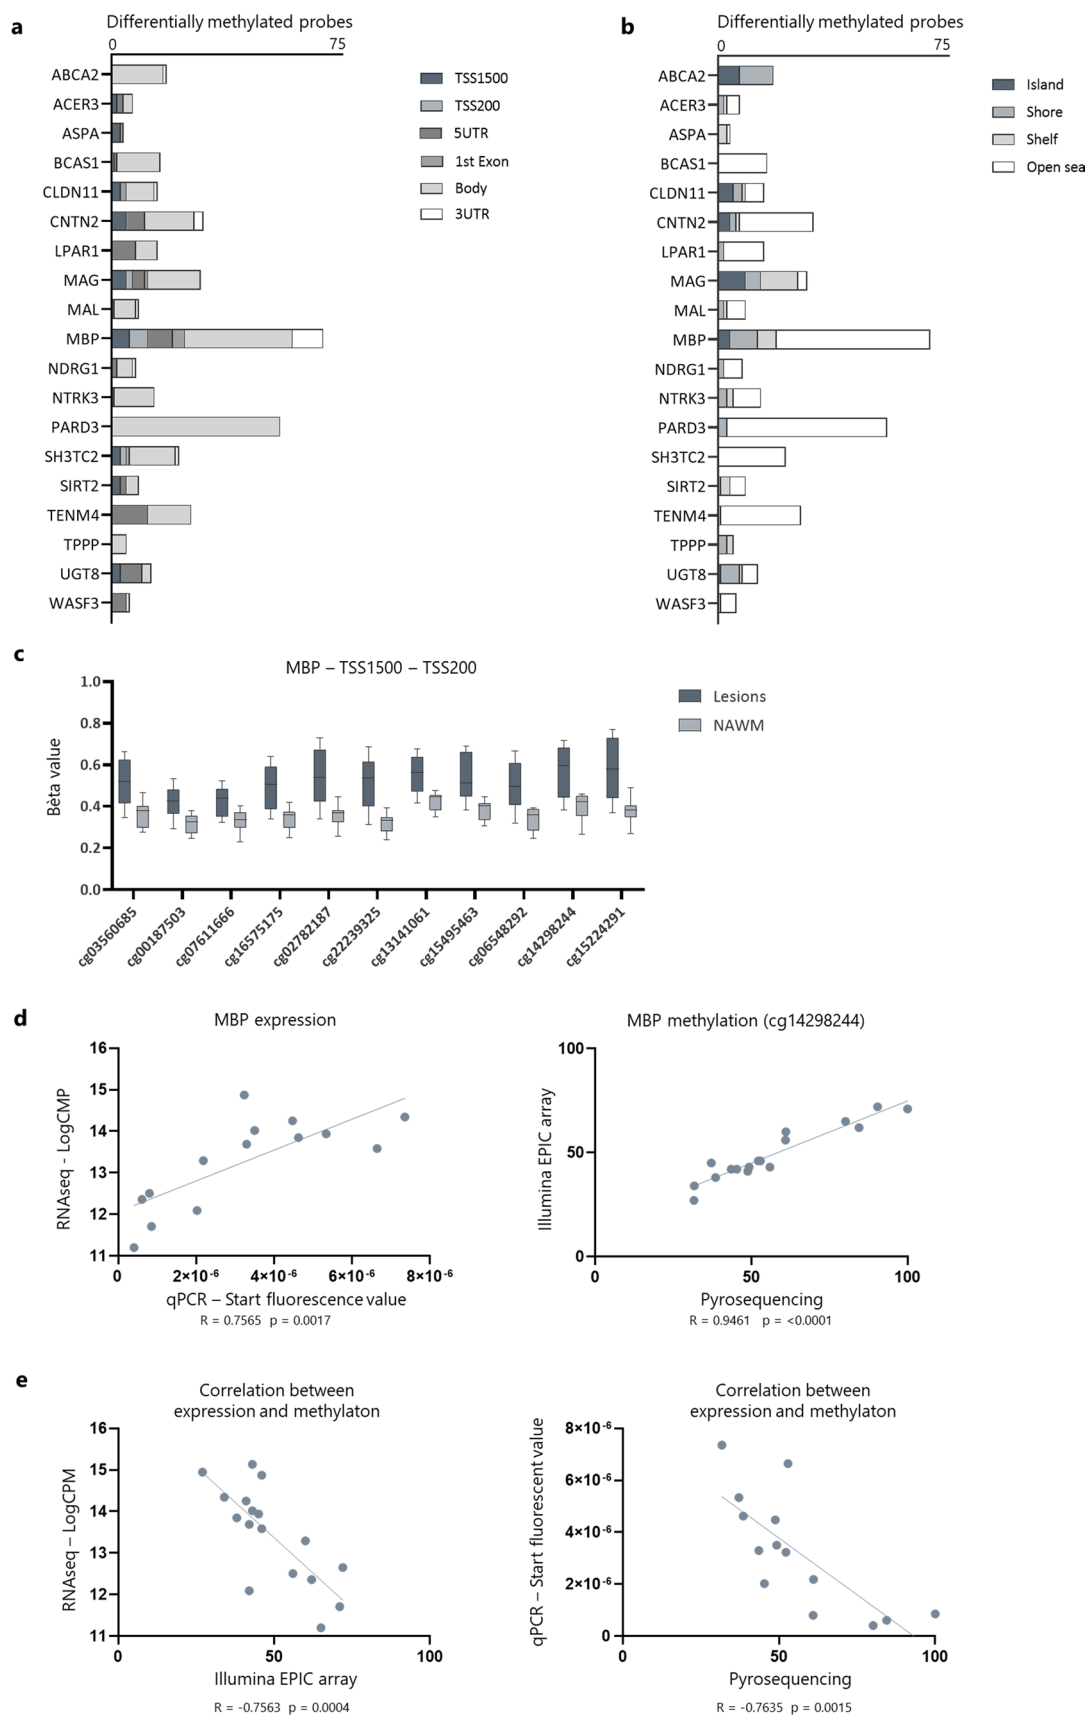 a
Differentially methylated probes
0 75
ABCA2
ACER3
ASPA
BCAS1
CLDN11
CNTN2
LPAR1
MAG
MAL
MBP
NDRG1
NTRK3
PARD3
SH3TC2
SIRT2
TENM4
TPPP
UGT8
WASF3
TSS1500
TSS200
5UTR
1st Exon
Body
3UTR
b
Differentially methylated probes
0 75
ABCA2
ACER3
ASPA
BCAS1
CLDN11
CNTN2
LPAR1
MAG
MAL
MBP
NDRG1
NTRK3
PARD3
SH3TC2
SIRT2
TENM4
TPPP
UGT8
WASF3
Island
Shore
Shelf
Open sea
c
MBP – TSS1500 – TSS200
Bèta value
1.0
0.8
0.6
0.4
0.2
0.0
cg03560685
cg00187503
cg07611666
cg16575175
cg02782187
cg22239325
cg13141061
cg15495463
cg06548292
cg14298244
cg15224291
Lesions
NAWM
d
MBP expression
RNAseq - LogCMP
16
15
14
13
12
11
0 2×10⁻⁶ 4×10⁻⁶ 6×10⁻⁶ 8×10⁻⁶
qPCR – Start fluorescence value
R = 0.7565 p = 0.0017
MBP methylation (cg14298244)
Illumina EPIC array
100
50
0
0 50 100
Pyrosequencing
R = 0.9461 p = <0.0001
e
Correlation between
expression and methylaton
RNAseq – LogCPM
16
15
14
13
12
11
0 50 100
Illumina EPIC array
R = -0.7563 p = 0.0004
Correlation between
expression and methylaton
qPCR – Start fluorescent value
8×10⁻⁶
6×10⁻⁶
4×10⁻⁶
2×10⁻⁶
0
0 50 100
Pyrosequencing
R = -0.7635 p = 0.0015